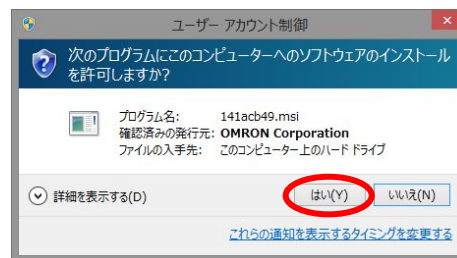 ユーザー アカウント制御
次のプログラムにこのコンピューターへのソフトウェアのインストール
を許可しますか?
プログラム名: 141acb49.msi
確認済みの発行元: OMRON Corporation
ファイルの入手先: このコンピューター上のハード ドライブ
詳細を表示する(D) はい(Y) いいえ(N)
これらの通知を表示するタイミングを変更する